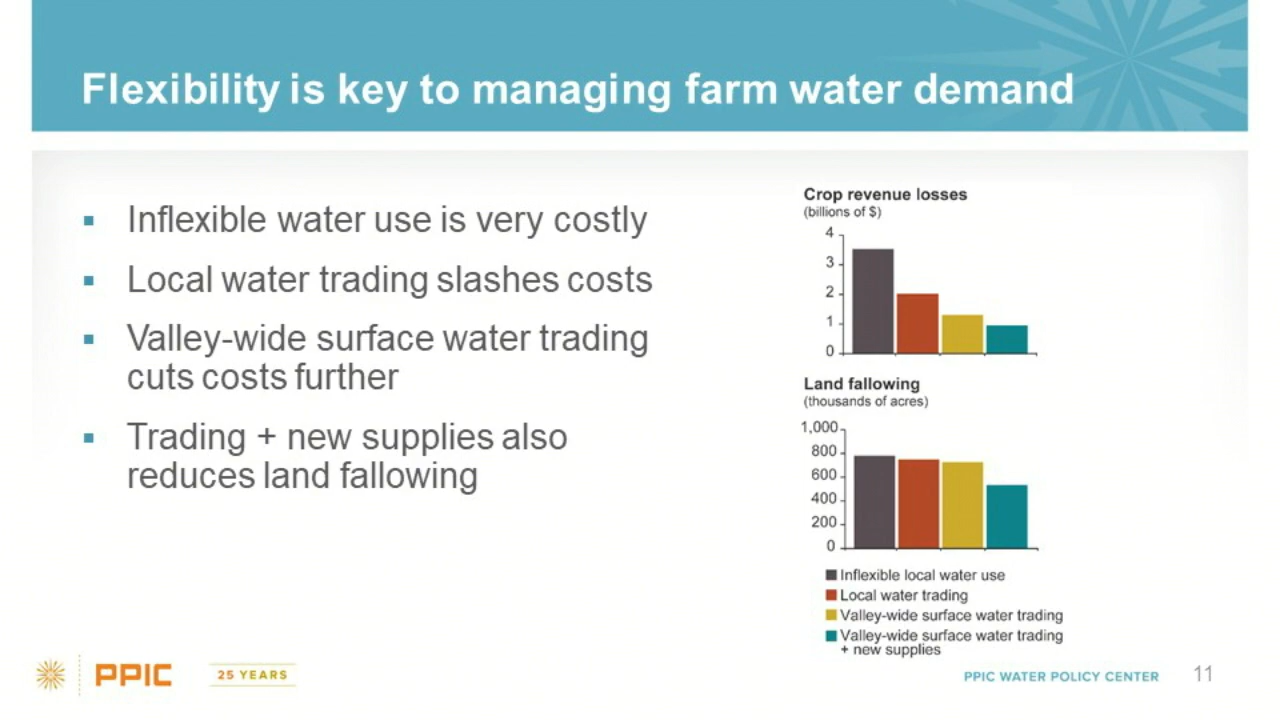 Flexibility is key to managing farm water demand
▪ Inflexible water use is very costly
▪ Local water trading slashes costs
▪ Valley-wide surface water trading
cuts costs further
▪ Trading + new supplies also
reduces land fallowing
Crop revenue losses
(billions of $)
4
3
2
1
0
Land fallowing
(thousands of acres)
1,000
800
600
400
200
0
Inflexible local water use
Local water trading
Valley-wide surface water trading
Valley-wide surface water trading
+ new supplies
PPIC
25 YEARS
PPIC WATER POLICY CENTER
11